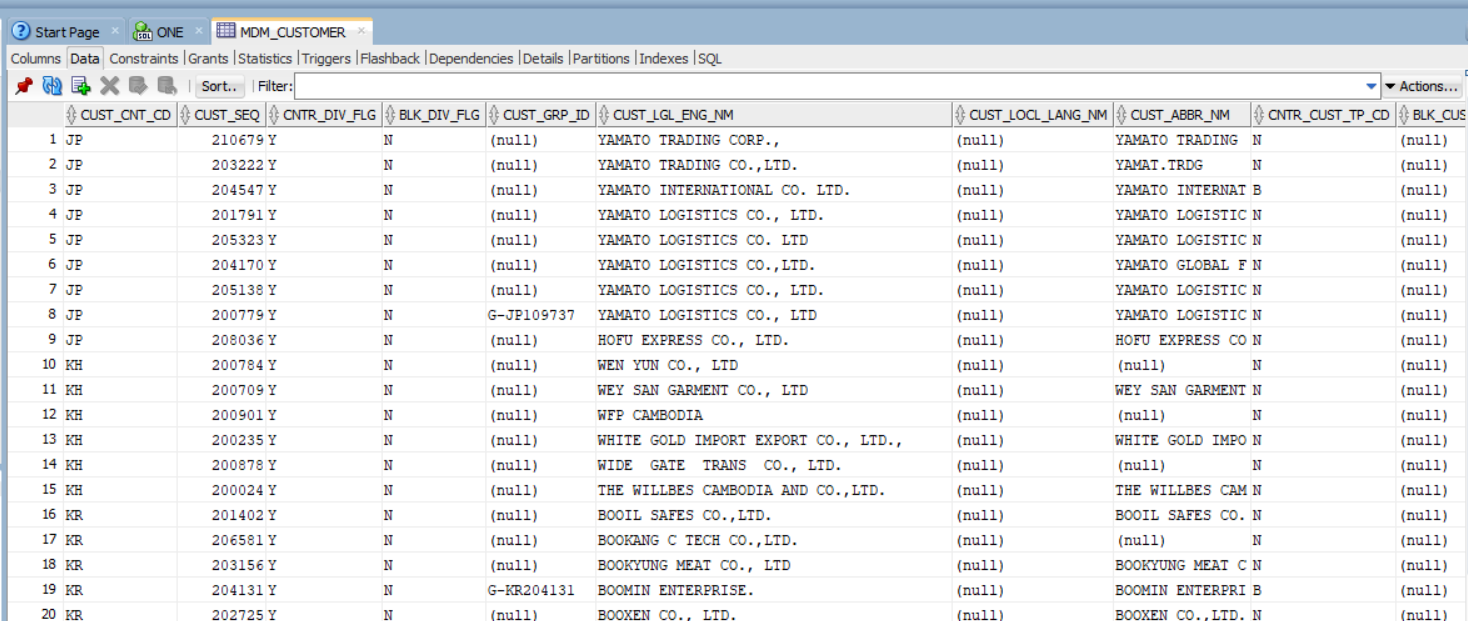 Start Page × ONE × MDM_CUSTOMER ×
Columns Data Constraints |Grants |Statistics |Triggers |Flashback |Dependencies |Details |Partitions |Indexes |SQL
Sort.. Filter: Actions...
CUST_CNT_CD CUST_SEQ CNTR_DIV_FLG BLK_DIV_FLG CUST_GRP_ID CUST_LGL_ENG_NM CUST_LOCL_LANG_NM CUST_ABBR_NM CNTR_CUST_TP_CD BLK_CUS
1 JP 210679 Y N (null) YAMATO TRADING CORP., (null) YAMATO TRADING N (null)
2 JP 203222 Y N (null) YAMATO TRADING CO.,LTD. (null) YAMAT.TRDG N (null)
3 JP 204547 Y N (null) YAMATO INTERNATIONAL CO. LTD. (null) YAMATO INTERNAT B (null)
4 JP 201791 Y N (null) YAMATO LOGISTICS CO., LTD. (null) YAMATO LOGISTIC N (null)
5 JP 205323 Y N (null) YAMATO LOGISTICS CO. LTD (null) YAMATO LOGISTIC N (null)
6 JP 204170 Y N (null) YAMATO LOGISTICS CO.,LTD. (null) YAMATO GLOBAL F N (null)
7 JP 205138 Y N (null) YAMATO LOGISTICS CO., LTD. (null) YAMATO LOGISTIC N (null)
8 JP 200779 Y N G-JP109737 YAMATO LOGISTICS CO., LTD (null) YAMATO LOGISTIC N (null)
9 JP 208036 Y N (null) HOFU EXPRESS CO., LTD. (null) HOFU EXPRESS CO N (null)
10 KH 200784 Y N (null) WEN YUN CO., LTD (null) (null) N (null)
11 KH 200709 Y N (null) WEY SAN GARMENT CO., LTD (null) WEY SAN GARMENT N (null)
12 KH 200901 Y N (null) WFP CAMBODIA (null) (null) N (null)
13 KH 200235 Y N (null) WHITE GOLD IMPORT EXPORT CO., LTD., (null) WHITE GOLD IMPO N (null)
14 KH 200878 Y N (null) WIDE GATE TRANS CO., LTD. (null) (null) N (null)
15 KH 200024 Y N (null) THE WILLBES CAMBODIA AND CO.,LTD. (null) THE WILLBES CAM N (null)
16 KR 201402 Y N (null) BOOIL SAFES CO.,LTD. (null) BOOIL SAFES CO. N (null)
17 KR 206581 Y N (null) BOOKANG C TECH CO.,LTD. (null) (null) N (null)
18 KR 203156 Y N (null) BOOKYUNG MEAT CO., LTD (null) BOOKYUNG MEAT C N (null)
19 KR 204131 Y N G-KR204131 BOOMIN ENTERPRISE. (null) BOOMIN ENTERPRI B (null)
20 KR 202725 Y N (null) BOOXEN CO., LTD. (null) BOOXEN CO.,LTD. N (null)